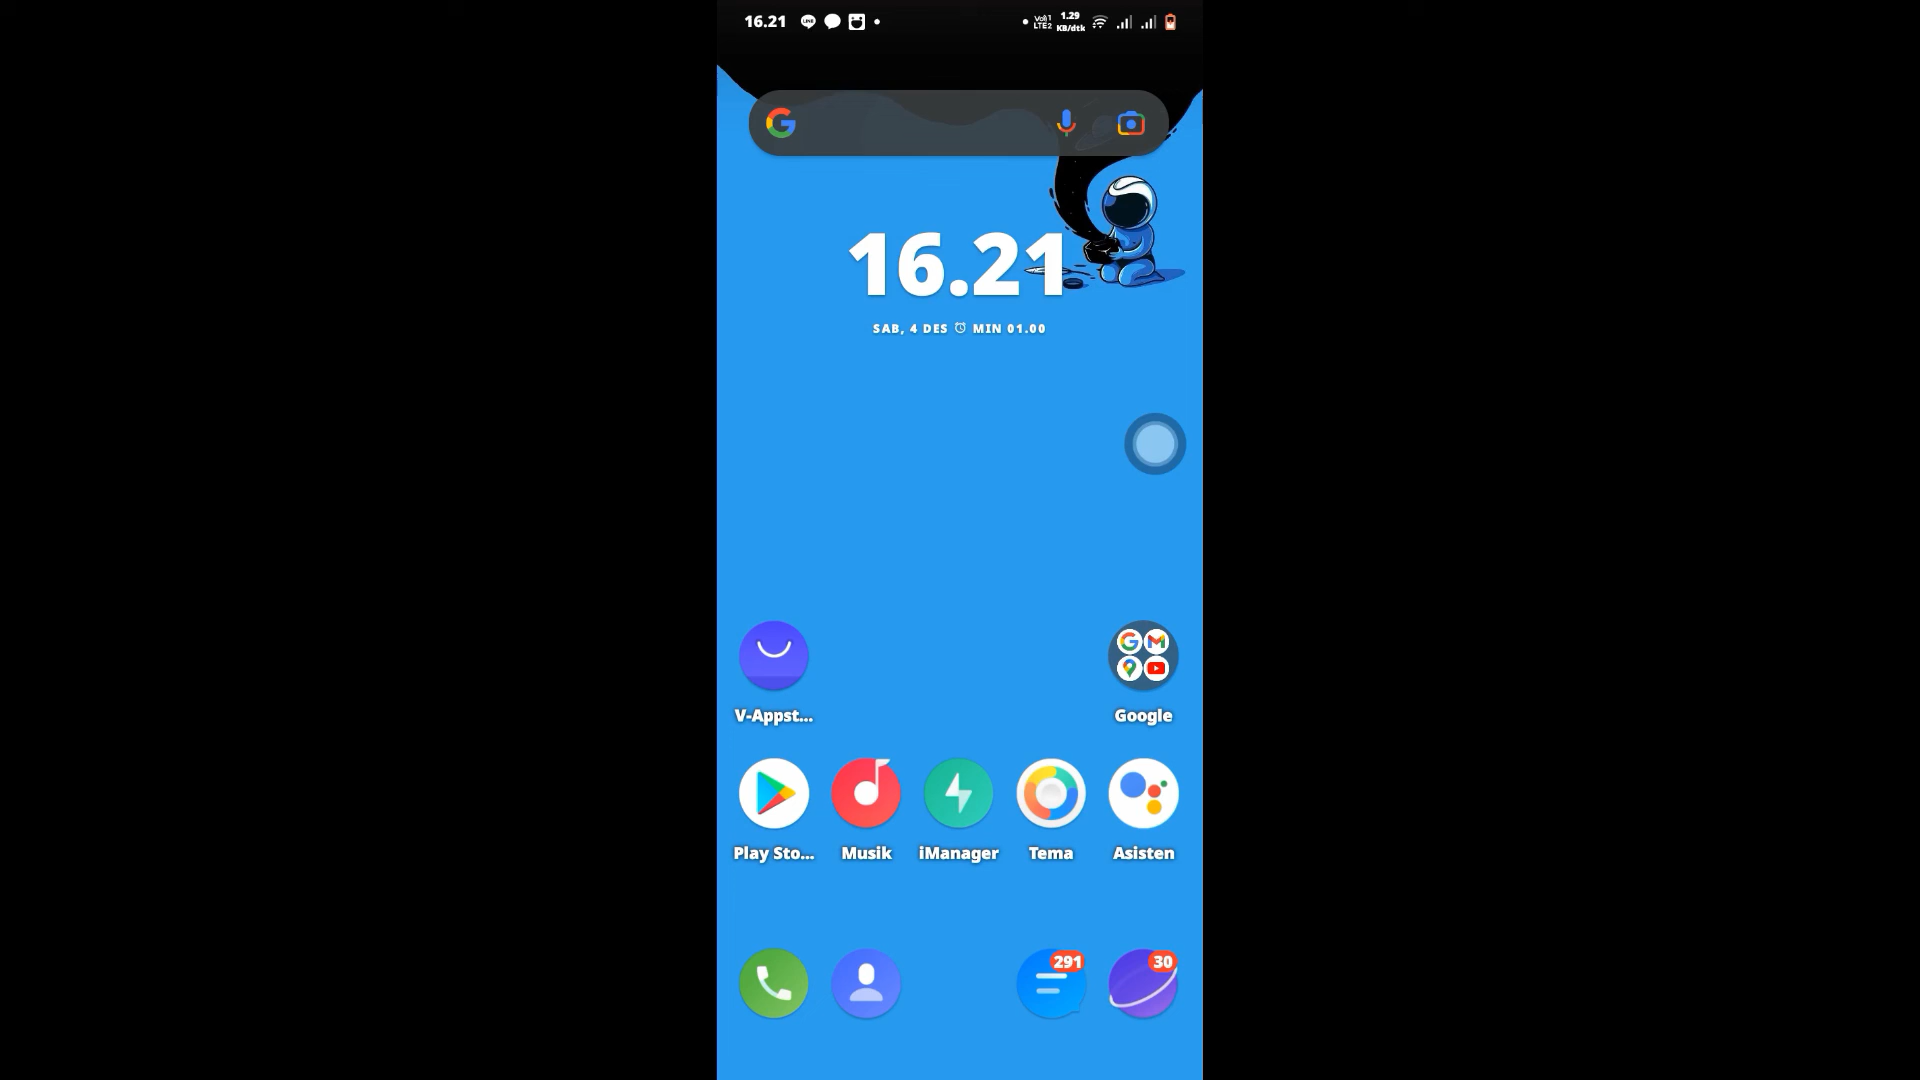 16.21
1.29
KB/dtk
LTE2
16.21
SAB, 4 DES MIN 01.00
V-Appst...
Google
Play Sto...
Musik
iManager
Tema
Asisten
291
30